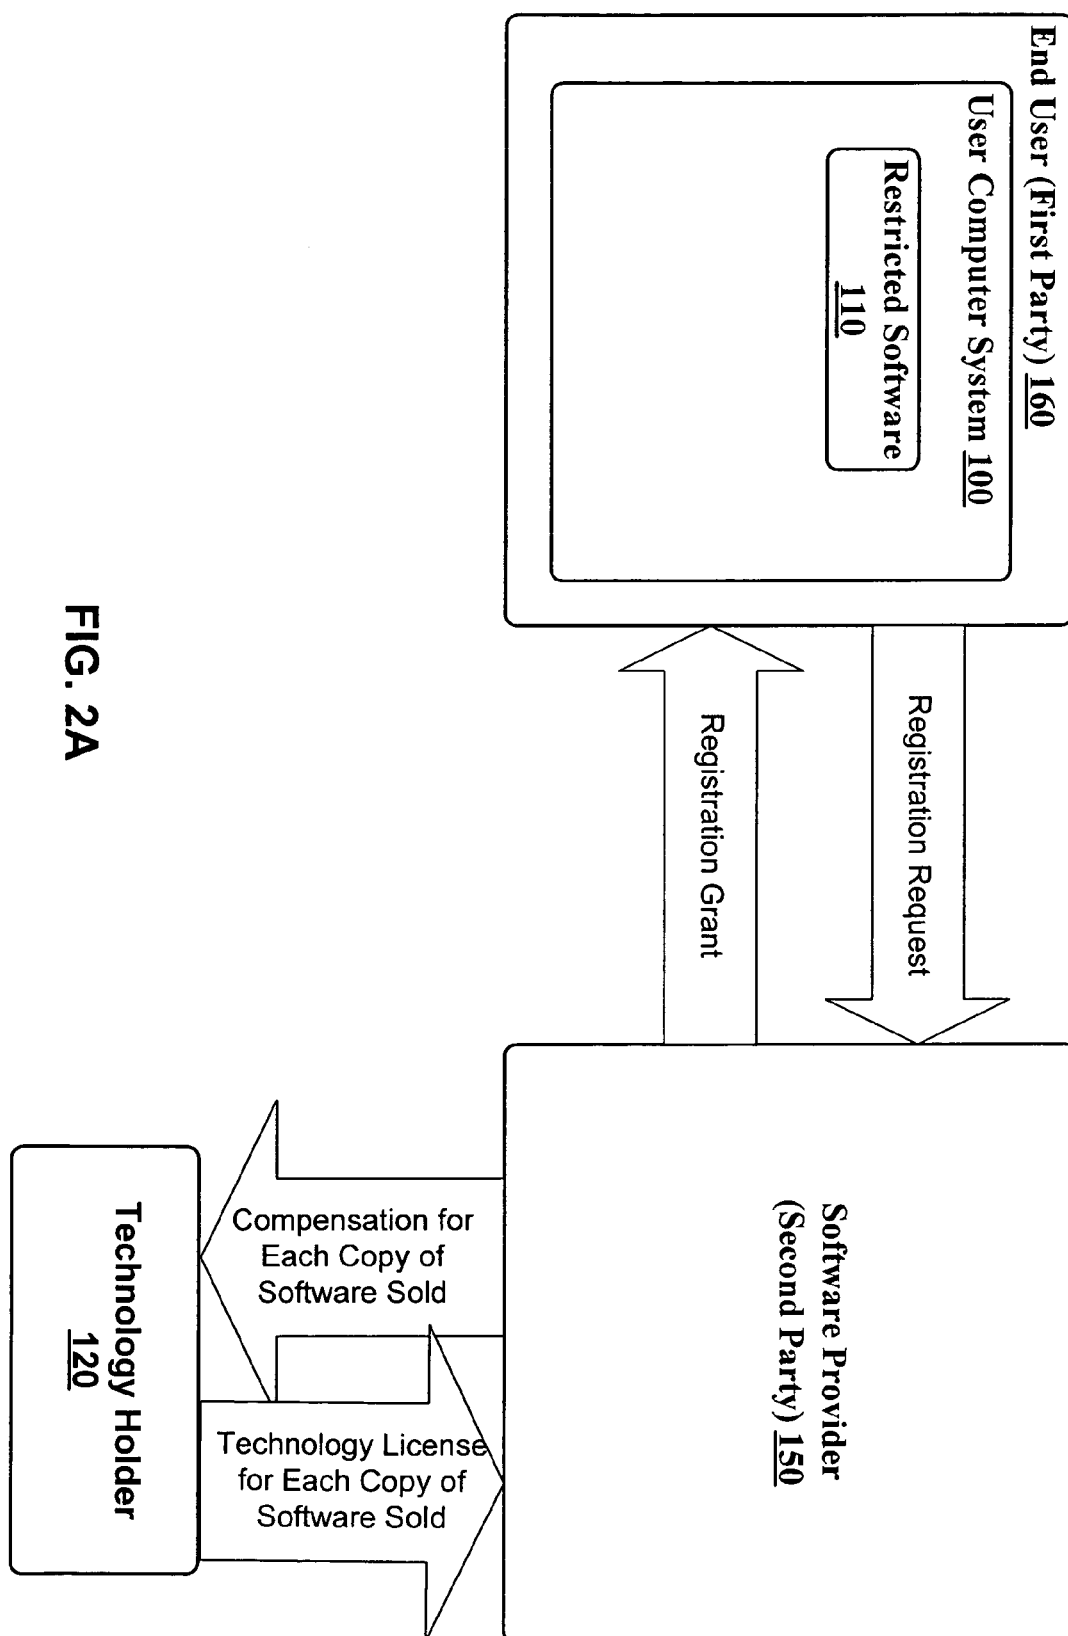 End User (First Party) 160
User Computer System 100
Restricted Software
110
Registration Request
Registration Grant
Software Provider
(Second Party) 150
Compensation for
Each Copy of
Software Sold
Technology License
for Each Copy of
Software Sold
Technology Holder
120
FIG. 2A